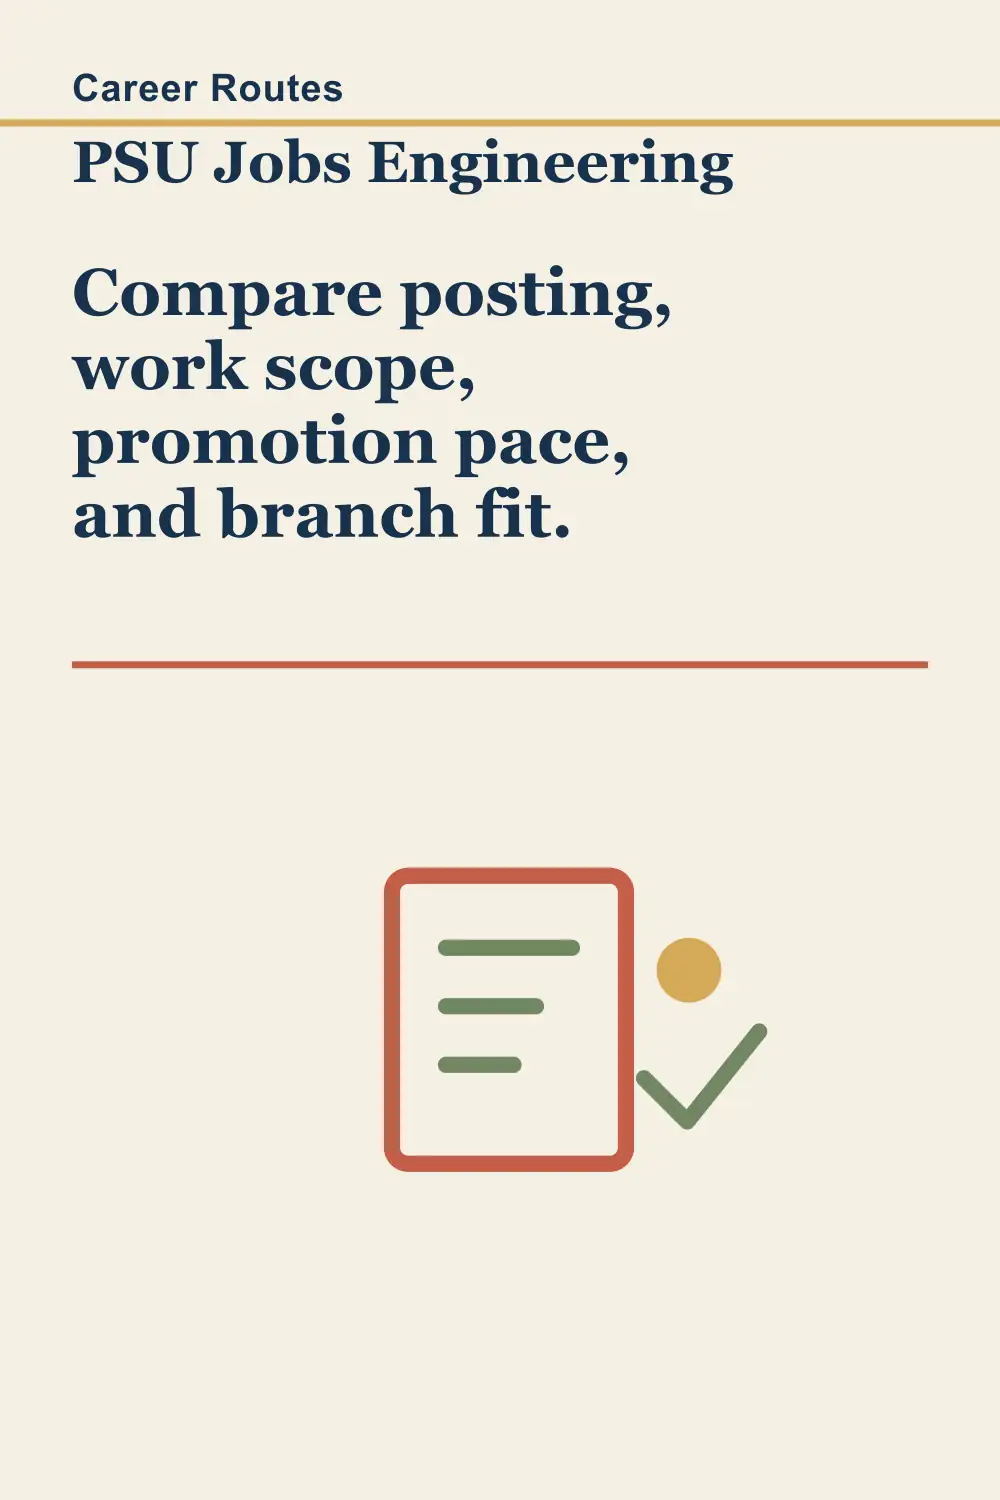 Career Routes
PSU Jobs Engineering
Compare posting,
work scope,
promotion pace,
and branch fit.